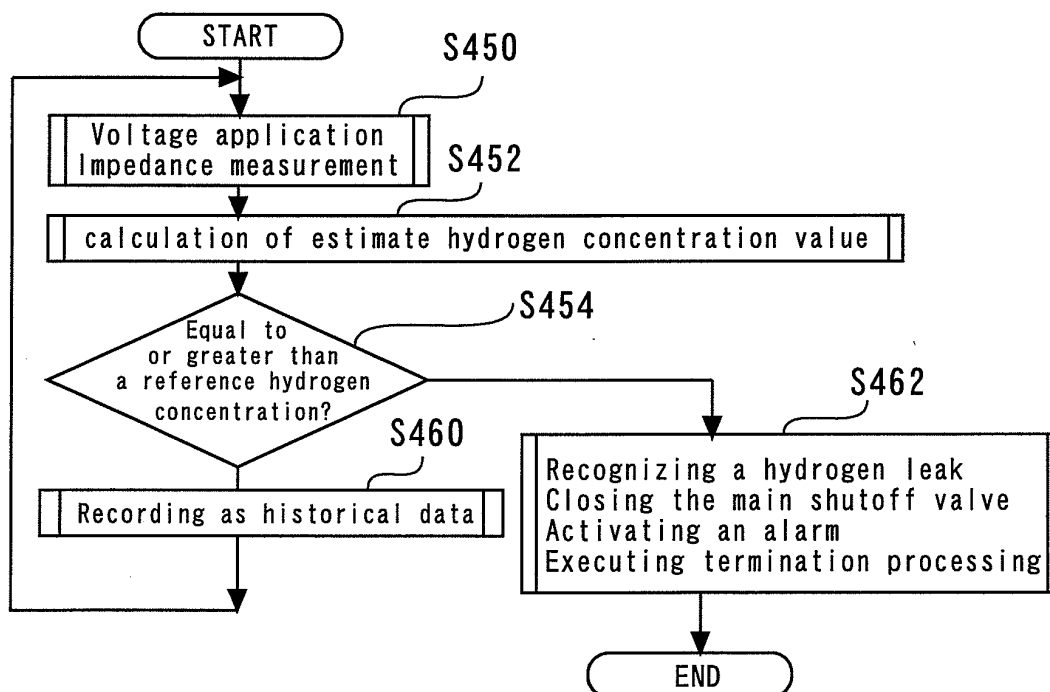 START
S450
Voltage application
Impedance measurement
S452
calculation of estimate hydrogen concentration value
S454
Equal to
or greater than
a reference hydrogen
concentration?
S460
Recording as historical data
S462
Recognizing a hydrogen leak
Closing the main shutoff valve
Activating an alarm
Executing termination processing
END